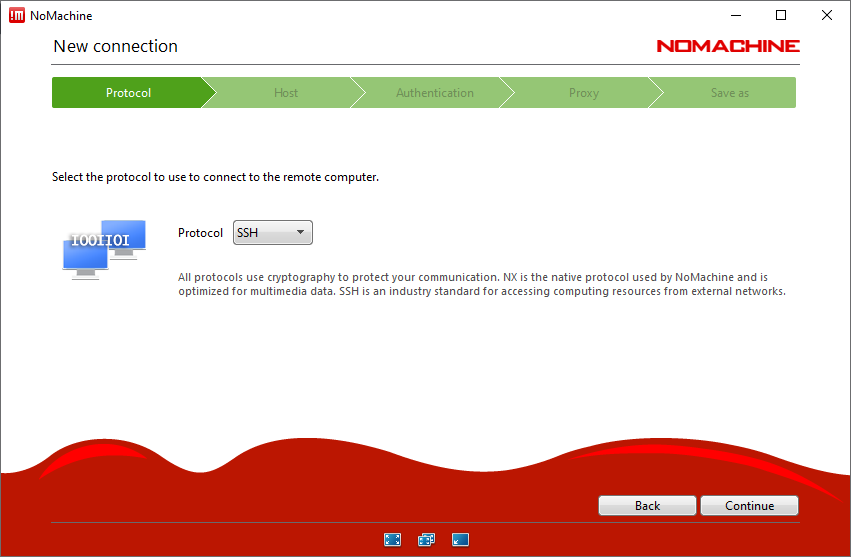 !M NoMachine
New connection
NOMACHINE
Protocol
Host
Authentication
Proxy
Save as
Select the protocol to use to connect to the remote computer.
1001101
Protocol SSH
All protocols use cryptography to protect your communication. NX is the native protocol used by NoMachine and is
optimized for multimedia data. SSH is an industry standard for accessing computing resources from external networks.
Back
Continue